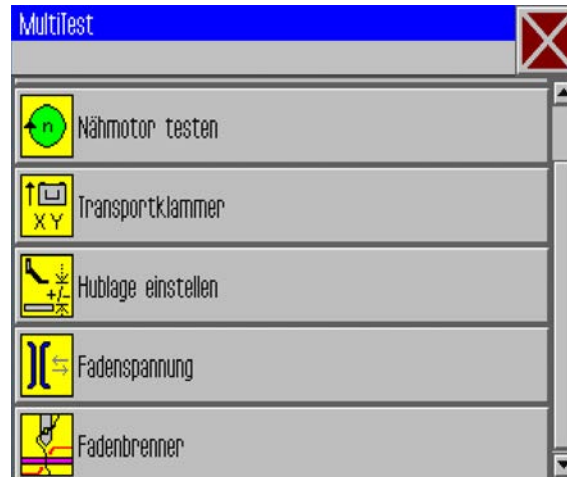 MultiTest
n
Nähmotor testen
X Y
Transportklammer
+/-
Hublage einstellen
Fadenspannung
Fadenbrenner